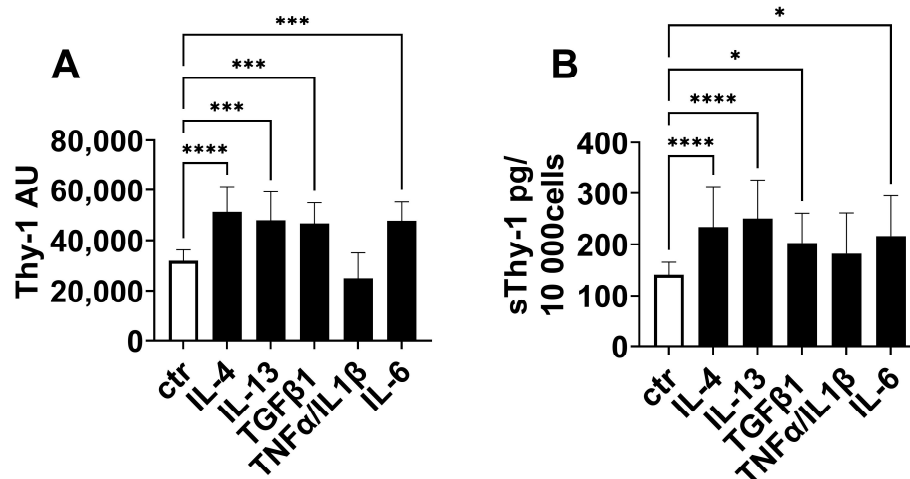 A
***
***
***
****
Thy-1 AU
80,000
60,000
40,000
20,000
0
ctr
IL-4
IL-13
TGFβ1
TNFα/IL1β
IL-6
B
*
*
****
****
sThy-1 pg/
10 000cells
400
300
200
100
0
ctr
IL-4
IL-13
TGFβ1
TNFα/IL1β
IL-6